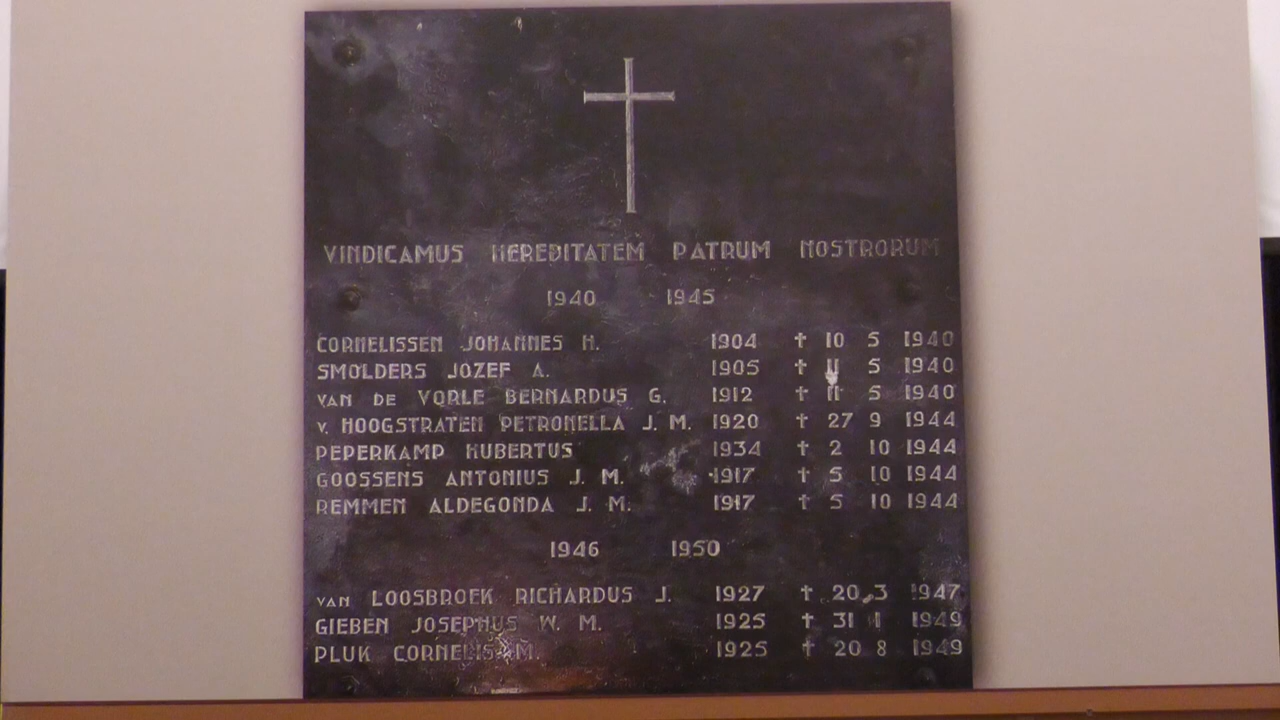 VINDICAMUS HEREDITATEM PATRUM NOSTRORUM
1940 1945
CORNELISSEN JOHANNES H. 1904 † 10 5 1940
SMOLDERS JOZEF A. 1905 † 11 5 1940
VAN DE VORLE BERNARDUS G. 1912 † 11 5 1940
v. HOOGSTRATEN PETRONELLA J. M. 1920 † 27 9 1944
PEPERKAMP HUBERTUS 1934 † 2 10 1944
GOOSSENS ANTONIUS J. M. 1917 † 5 10 1944
REMMEN ALDEGONDA J. M. 1917 † 5 10 1944
1946 1950
VAN LOOSBROEK RICHARDUS J. 1927 † 20 3 1947
GIEBEN JOSEPHUS W. M. 1925 † 31 1 1949
PLUK CORNELIS M. 1925 † 20 8 1949